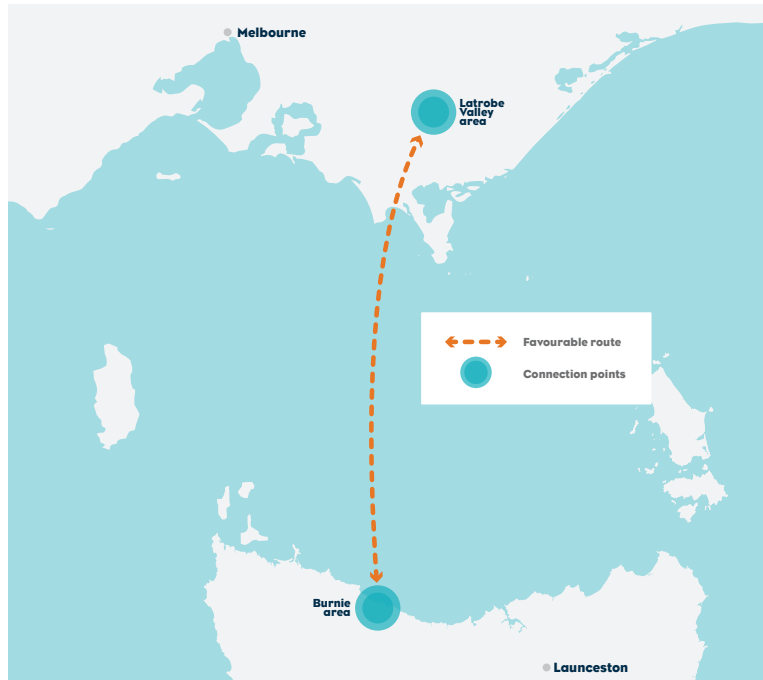 Melbourne
Latrobe
Valley
area
Favourable route
Connection points
Burnie
area
Launceston